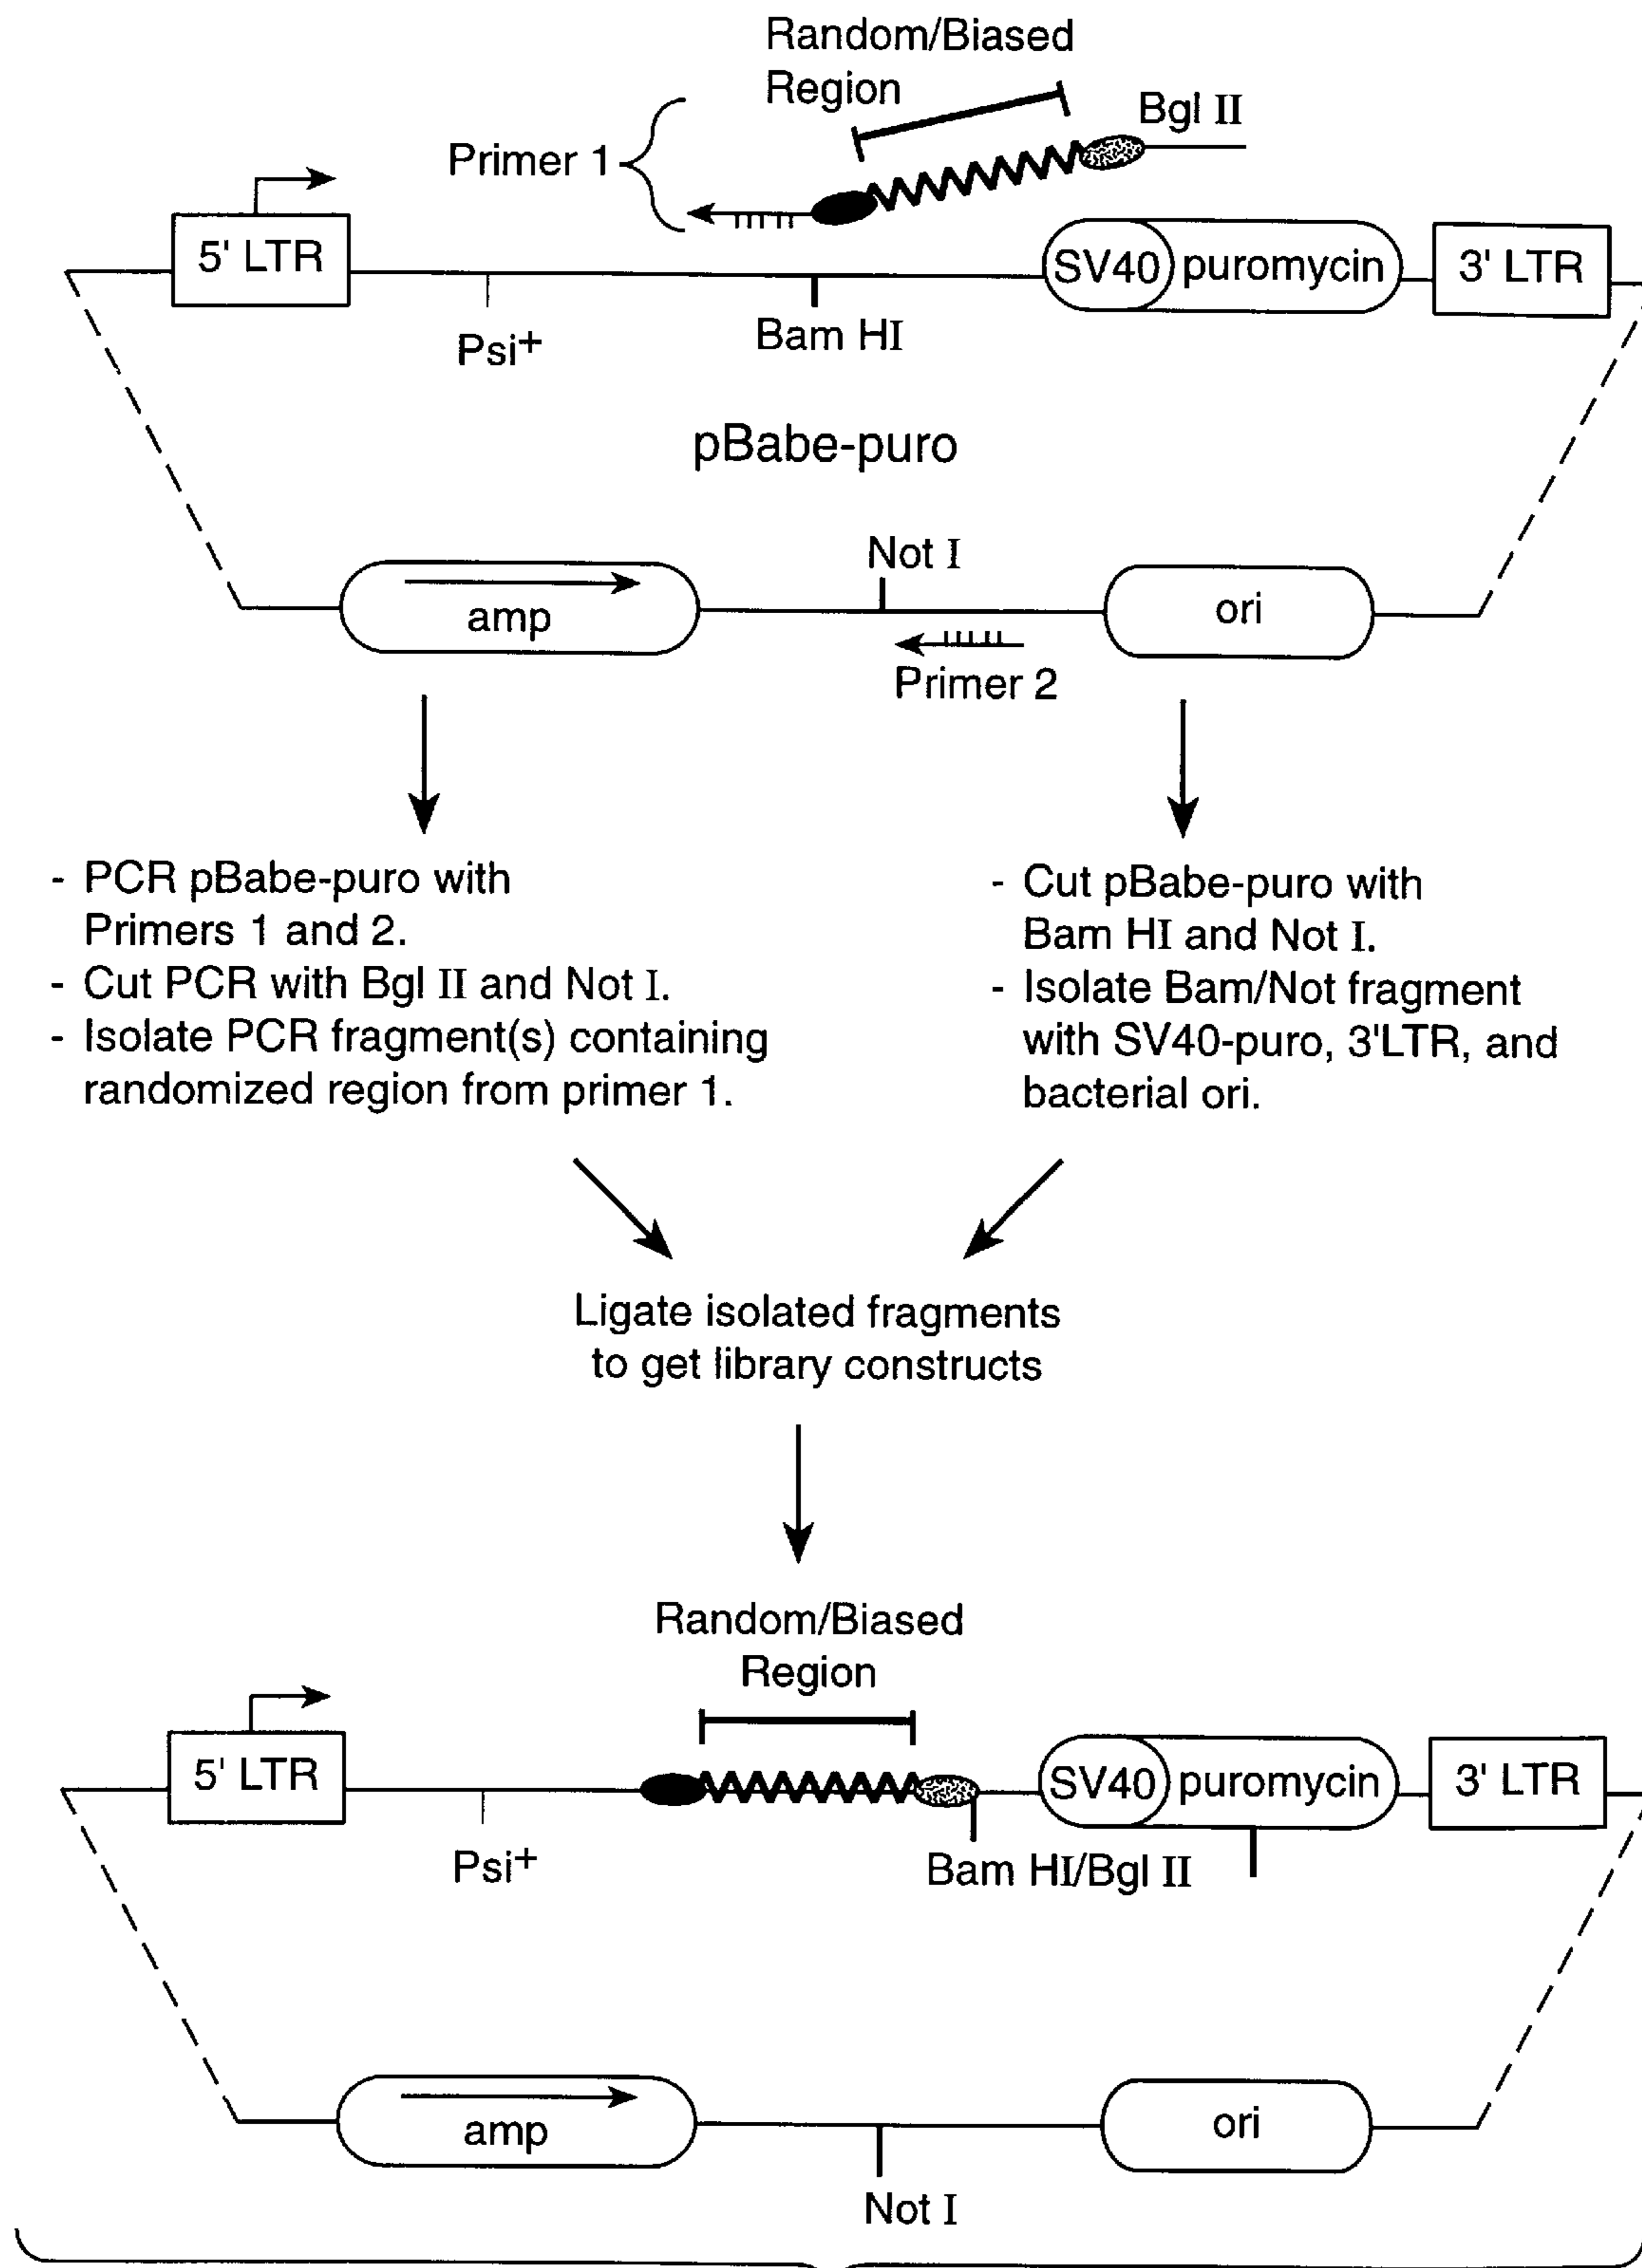 Random/Biased
Region
Bgl II
Primer 1
5' LTR
SV40
puromycin
3' LTR
Psi+
Bam HI
pBabe-puro
Not I
amp
ori
Primer 2
- PCR pBabe-puro with
Primers 1 and 2.
- Cut PCR with Bgl II and Not I.
- Isolate PCR fragment(s) containing
randomized region from primer 1.
- Cut pBabe-puro with
Bam HI and Not I.
- Isolate Bam/Not fragment
with SV40-puro, 3'LTR, and
bacterial ori.
Ligate isolated fragments
to get library constructs
Random/Biased
Region
5' LTR
SV40
puromycin
3' LTR
Psi+
Bam HI/Bgl II
amp
ori
Not I